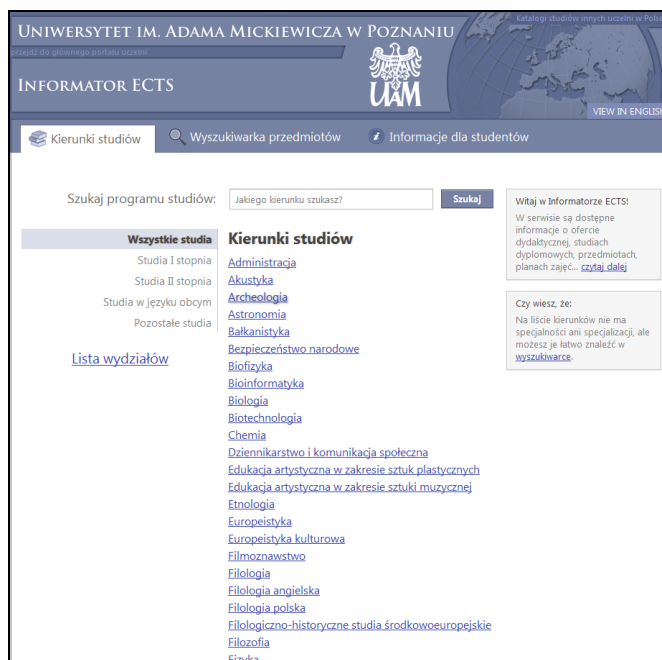 Uniwersytet im. Adama Mickiewicza w Poznaniu
Katalogi studiów innych uczelni w Polsc
przejdź do głównego portalu uczelni
Informator ECTS
UAM
VIEW IN ENGLISH
Kierunki studiów
Wyszukiwarka przedmiotów
Informacje dla studentów
Szukaj programu studiów:
Jakiego kierunku szukasz?
Szukaj
Wszystkie studia
Studia I stopnia
Studia II stopnia
Studia w języku obcym
Pozostałe studia
Lista wydziałów
Kierunki studiów
Administracja
Akustyka
Archeologia
Astronomia
Bałkanistyka
Bezpieczeństwo narodowe
Biofizyka
Bioinformatyka
Biologia
Biotechnologia
Chemia
Dziennikarstwo i komunikacja społeczna
Edukacja artystyczna w zakresie sztuk plastycznych
Edukacja artystyczna w zakresie sztuki muzycznej
Etnologia
Europeistyka
Europeistyka kulturowa
Filmoznawstwo
Filologia
Filologia angielska
Filologia polska
Filologiczno-historyczne studia środkowoeuropejskie
Filozofia
Fizyka
Witaj w Informatorze ECTS!
W serwisie są dostępne
informacje o ofercie
dydaktycznej, studiach
dyplomowych, przedmiotach,
planach zajęć... czytaj dalej
Czy wiesz, że:
Na liście kierunków nie ma
specjalności ani specjalizacji, ale
możesz je łatwo znaleźć w
wyszukiwarce.